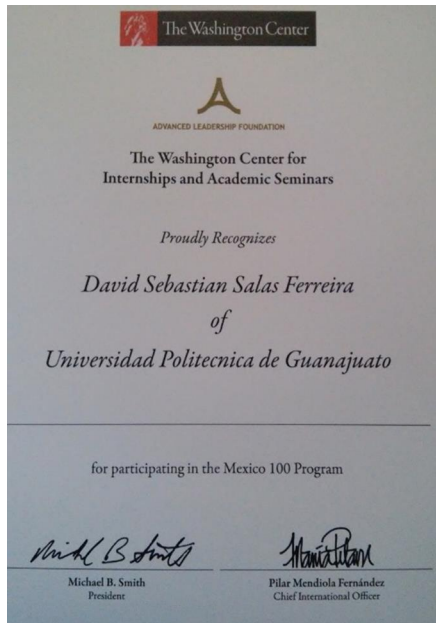 The Washington Center
ADVANCED LEADERSHIP FOUNDATION
The Washington Center for
Internships and Academic Seminars
Proudly Recognizes
David Sebastian Salas Ferreira
of
Universidad Politecnica de Guanajuato
for participating in the Mexico 100 Program
Michael B. Smith
President
Pilar Mendiola Fernández
Chief International Officer